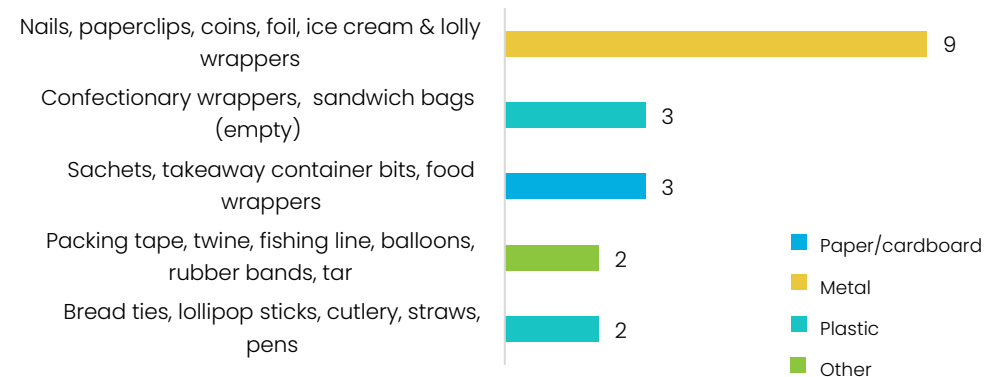 Nails, paperclips, coins, foil, ice cream & lolly
wrappers
9
Confectionary wrappers,  sandwich bags
(empty)
3
Sachets, takeaway container bits, food
wrappers
3
Packing tape, twine, fishing line, balloons,
rubber bands, tar
2
Bread ties, lollipop sticks, cutlery, straws,
pens
2
Paper/cardboard
Metal
Plastic
Other